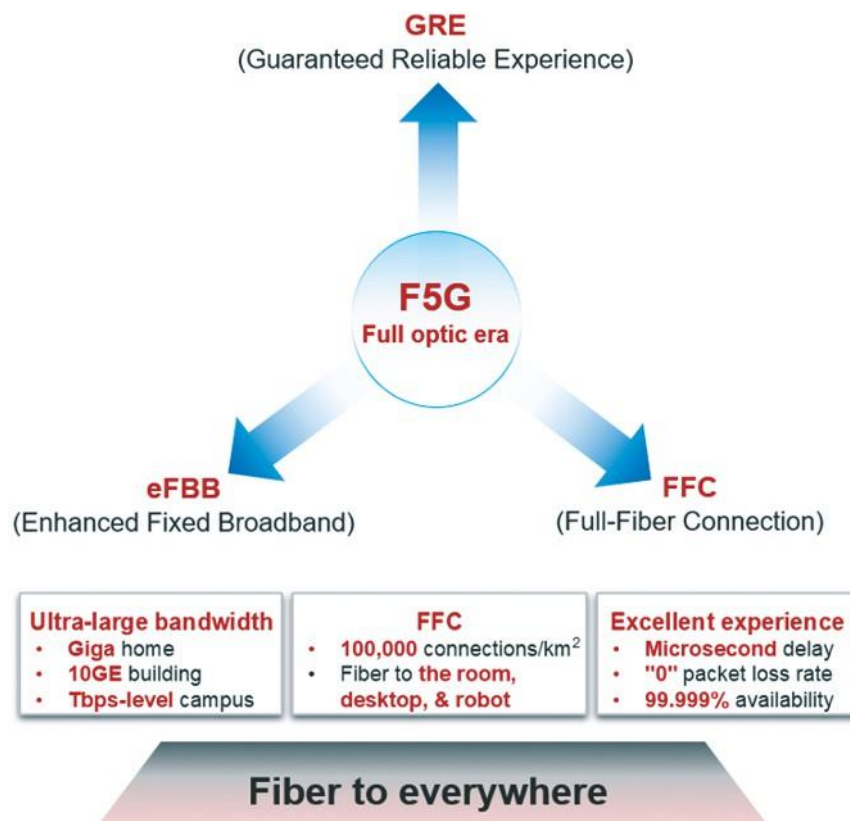 GRE
(Guaranteed Reliable Experience)
F5G
Full optic era
eFBB
(Enhanced Fixed Broadband)
FFC
(Full-Fiber Connection)
Ultra-large bandwidth
• Giga home
• 10GE building
• Tbps-level campus
FFC
• 100,000 connections/km²
• Fiber to the room,
desktop, & robot
Excellent experience
• Microsecond delay
• "0" packet loss rate
• 99.999% availability
Fiber to everywhere